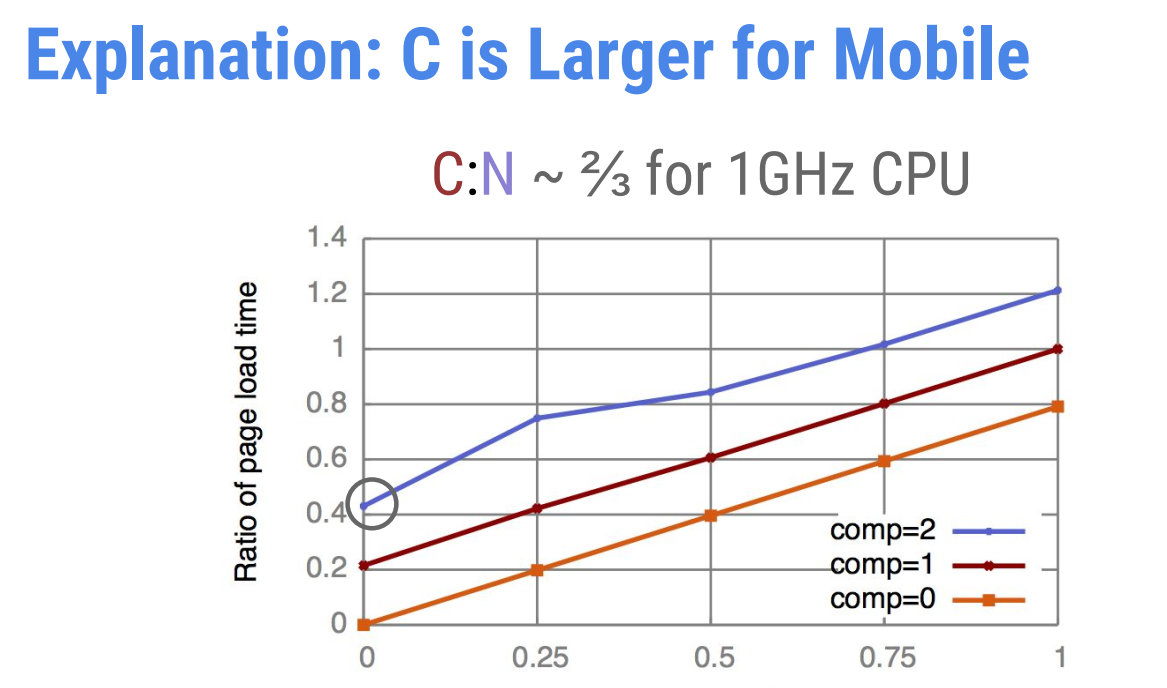 Explanation: C is Larger for Mobile
C:N ~ ⅔ for 1GHz CPU
Ratio of page load time
1.4
1.2
1
0.8
0.6
0.4
0.2
0
comp=2
comp=1
comp=0
0 0.25 0.5 0.75 1